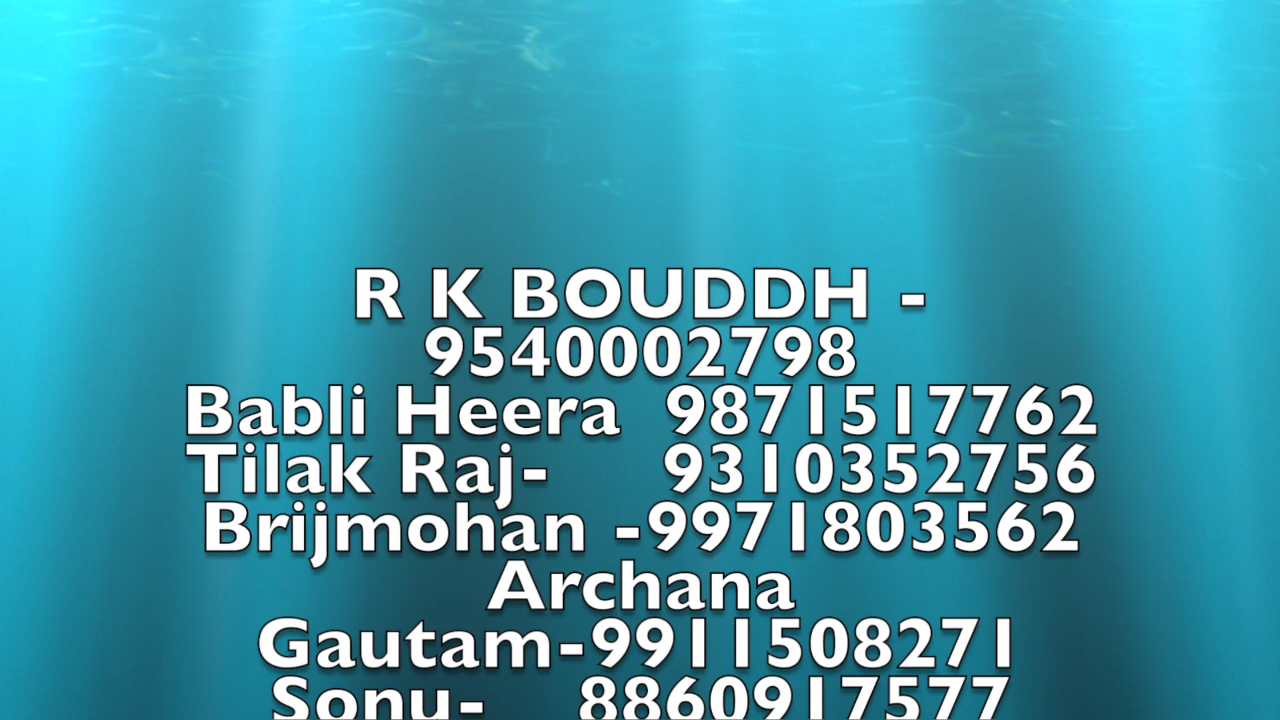 R K BOUDDH -
9540002798
Babli Heera 9871517762
Tilak Raj- 9310352756
Brijmohan -9971803562
Archana
Gautam-9911508271
Sonu- 8860917577